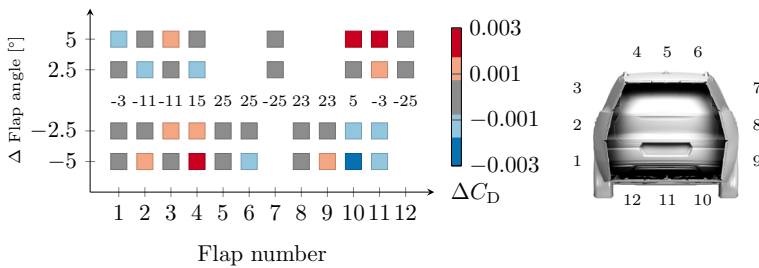 5
2.5
-3 -11 -11 15 25 25 -25 23 23 5 -3 -25
−2.5
−5
Δ Flap angle [°]
1 2 3 4 5 6 7 8 9 10 11 12
Flap number
0.003
0.001
−0.001
−0.003
ΔC_D
4 5 6
3 7
2 8
1 9
12 11 10